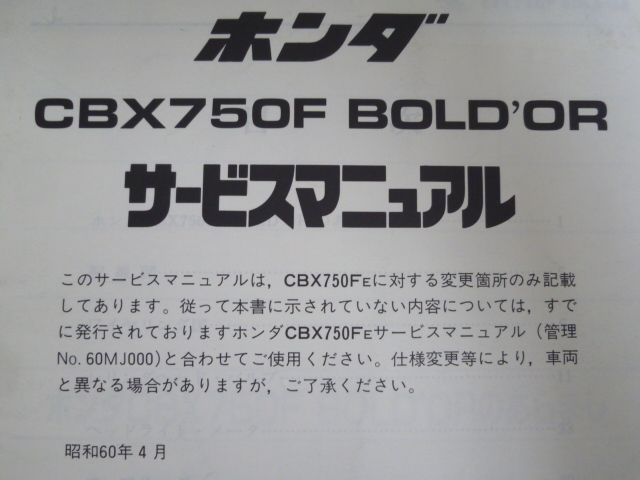 ホンダ
CBX750F BOLD'OR
サービスマニュアル
このサービスマニュアルは，CBX750FEに対する変更箇所のみ記載
してあります。従って本書に示されていない内容については，すで
に発行されておりますホンダCBX750FEサービスマニュアル（管理
No. 60MJ000）と合わせてご使用ください。仕様変更等により，車両
と異なる場合がありますが，ご了承ください。
昭和60年4月